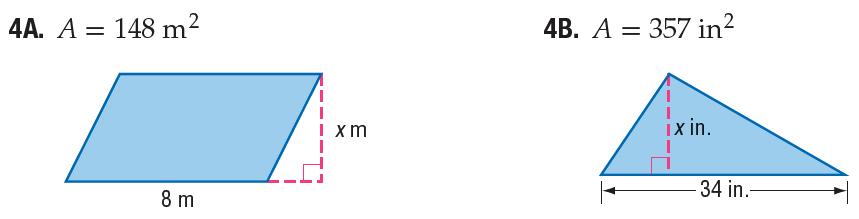 4A. A = 148 m²
4B. A = 357 in²
x m
x in.
8 m
34 in.